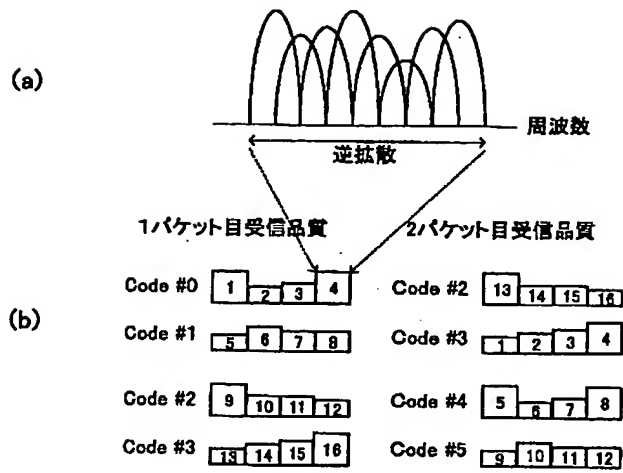 (a)
周波数
逆拡散
1パケット目受信品質
2パケット目受信品質
(b)
Code #0 1 2 3 4
Code #2 13 14 15 16
Code #1 5 6 7 8
Code #3 1 2 3 4
Code #2 9 10 11 12
Code #4 5 6 7 8
Code #3 13 14 15 16
Code #5 9 10 11 12